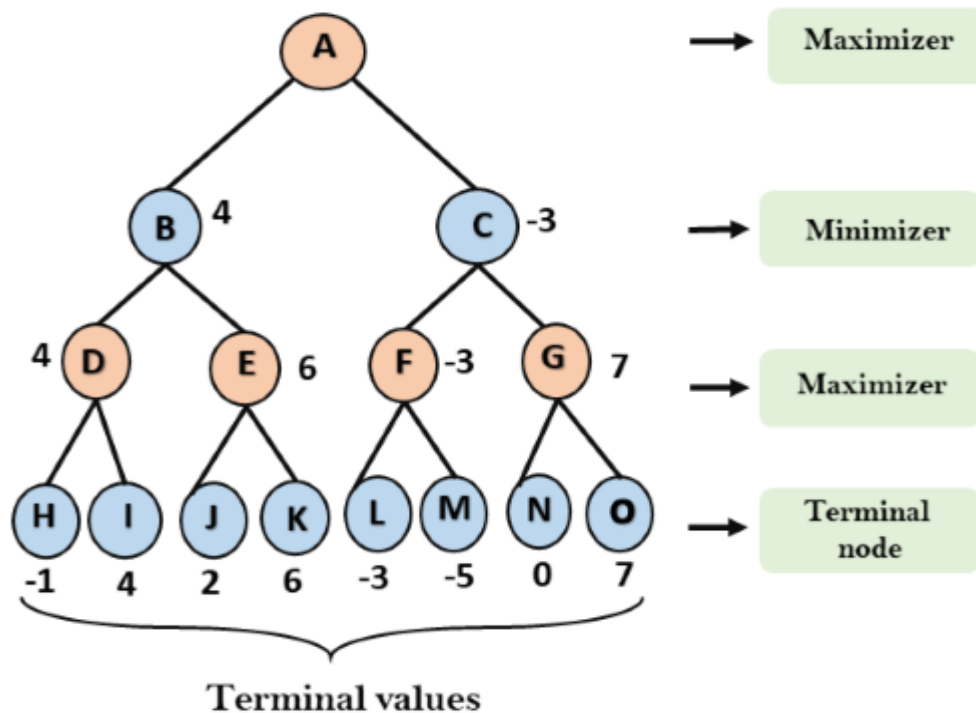 A
Maximizer
B 4
C -3
Minimizer
4 D
E 6
F -3
G 7
Maximizer
H I J K L M N O
Terminal
node
-1 4 2 6 -3 -5 0 7
Terminal values